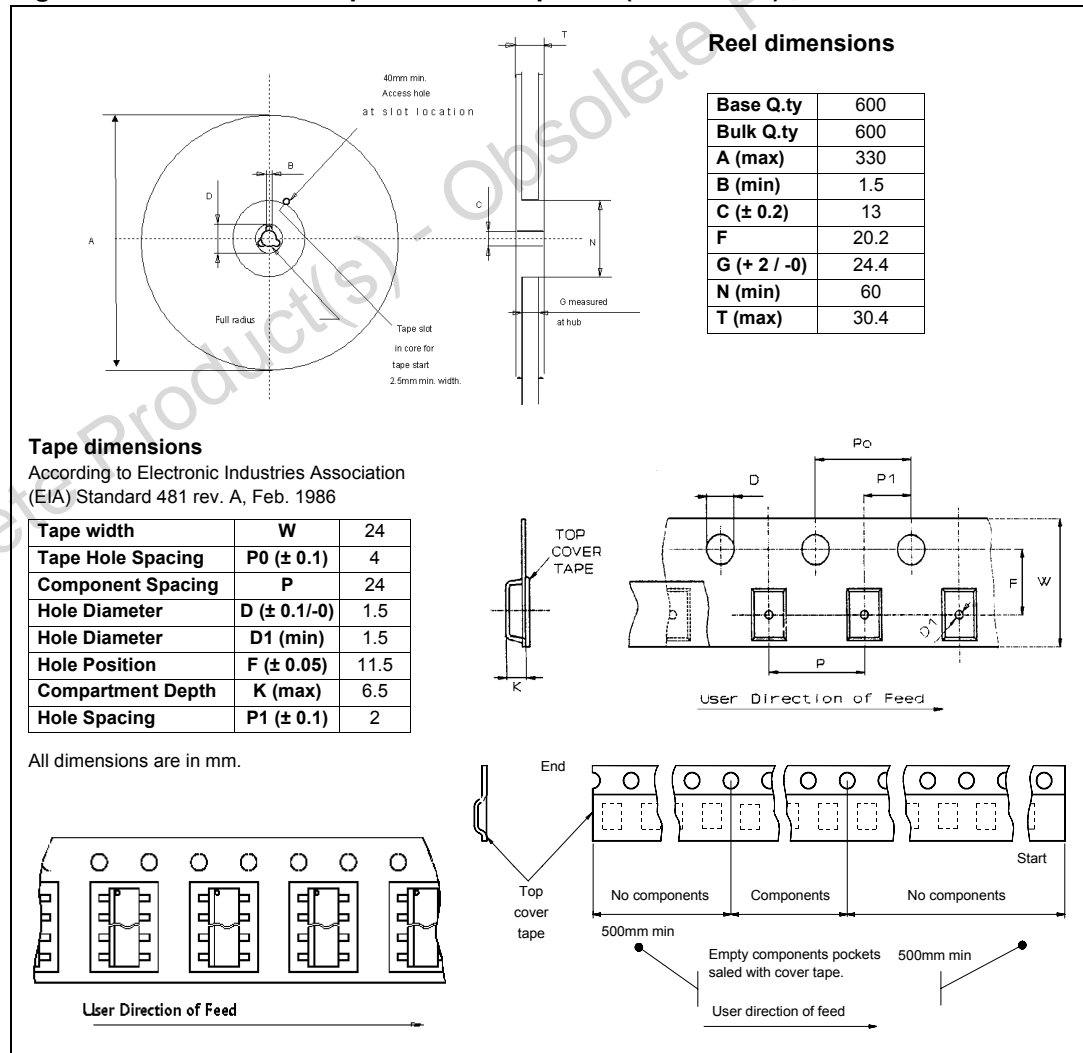 Reel dimensions
T
40mm min.
Access hole
at slot location
B
D
A
C
N
Full radius
Tape slot
in core for
tape start
2.5mm min. width.
G measured
at hub
Base Q.ty 600
Bulk Q.ty 600
A (max) 330
B (min) 1.5
C (± 0.2) 13
F 20.2
G (+ 2 / -0) 24.4
N (min) 60
T (max) 30.4
Obsolete Product(s) - Obsolete
Tape dimensions
According to Electronic Industries Association
(EIA) Standard 481 rev. A, Feb. 1986
Tape width W 24
Tape Hole Spacing P0 (± 0.1) 4
Component Spacing P 24
Hole Diameter D (± 0.1/-0) 1.5
Hole Diameter D1 (min) 1.5
Hole Position F (± 0.05) 11.5
Compartment Depth K (max) 6.5
Hole Spacing P1 (± 0.1) 2
All dimensions are in mm.
TOP
COVER
TAPE
K
Po
D
P1
F
W
D1
P
User Direction of Feed
End
Start
Top
cover
tape
No components
Components
No components
500mm min
Empty components pockets
saled with cover tape.
500mm min
User direction of feed
User Direction of Feed